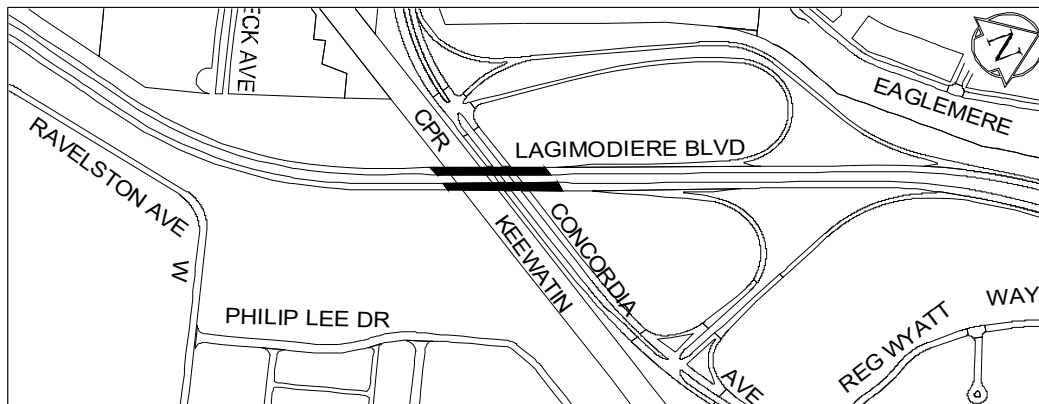 ECK AVE
N
EAGLEMERE
RAVELSTON AVE W
CPR
LAGIMODIERE BLVD
KEEWATIN
CONCORDIA
AVE
PHILIP LEE DR
REG WYATT WAY